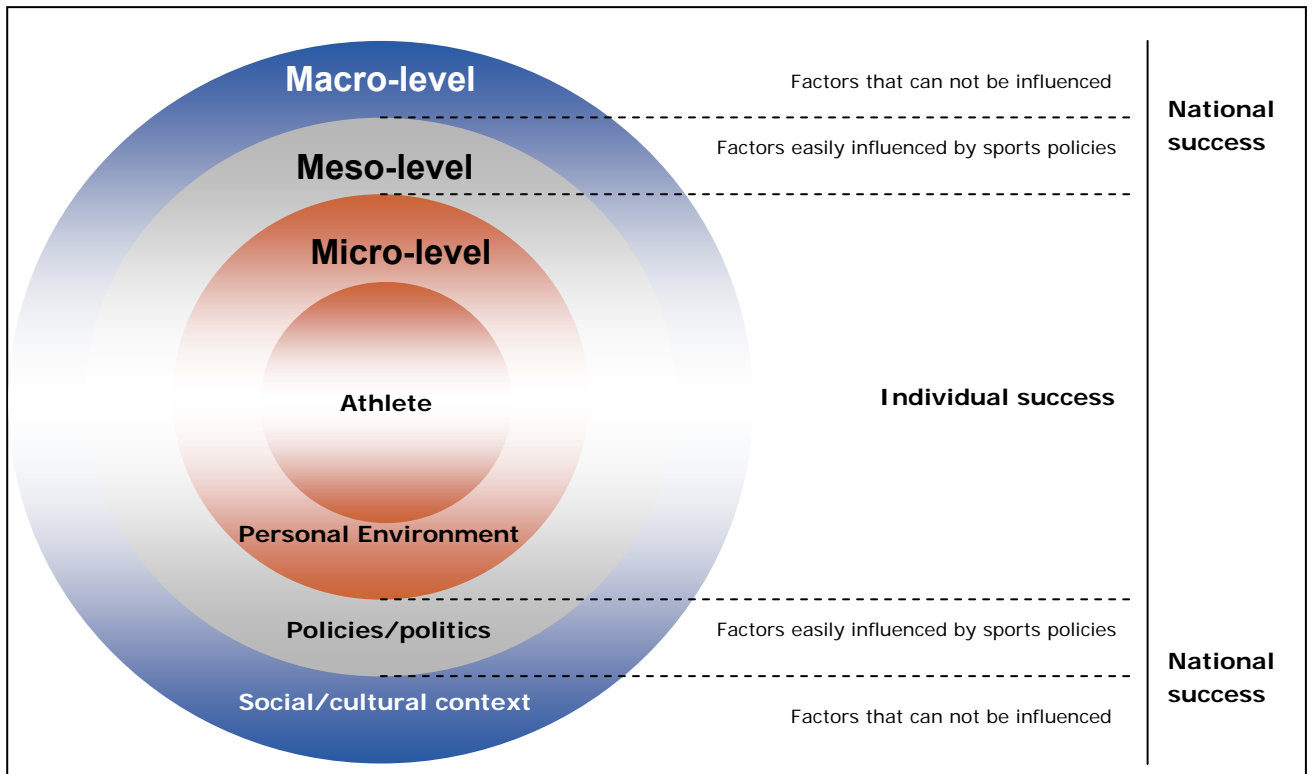 Macro-level
Factors that can not be influenced
National
success
Meso-level
Factors easily influenced by sports policies
Micro-level
Athlete
Individual success
Personal Environment
Policies/politics
Factors easily influenced by sports policies
National
success
Social/cultural context
Factors that can not be influenced